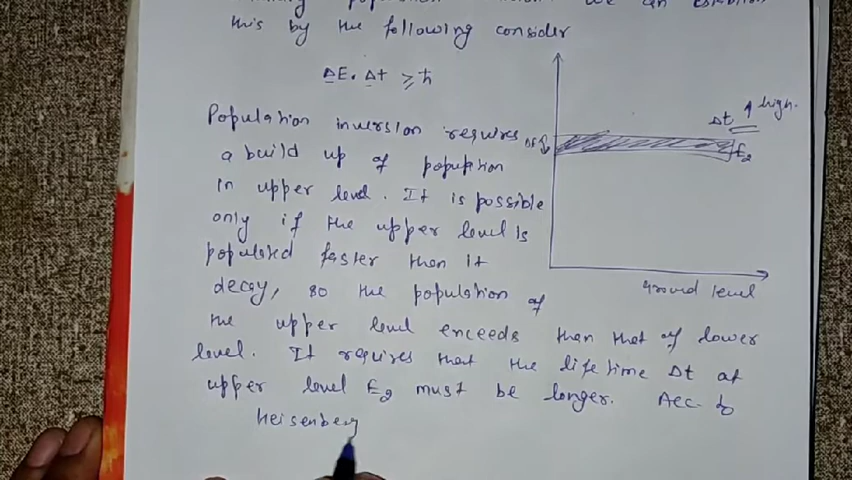 this by the following consider
ΔE. Δt ≥ ħ
Population inversion requires
a build up of popuption
in upper level. It is possible
only if the upper level is
populated faster then it
decay, so the population of
the upper level exceeds than that of lower
level. It requires that the life time Δt at
upper level E2 must be longer. Acc. to
Heisenberg
Δt ↑ high.
ΔE
E2
ground level